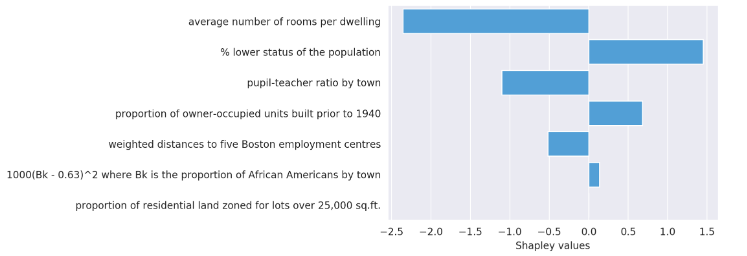 average number of rooms per dwelling
% lower status of the population
pupil-teacher ratio by town
proportion of owner-occupied units built prior to 1940
weighted distances to five Boston employment centres
1000(Bk - 0.63)^2 where Bk is the proportion of African Americans by town
proportion of residential land zoned for lots over 25,000 sq.ft.
−2.5 −2.0 −1.5 −1.0 −0.5 0.0 0.5 1.0 1.5
Shapley values